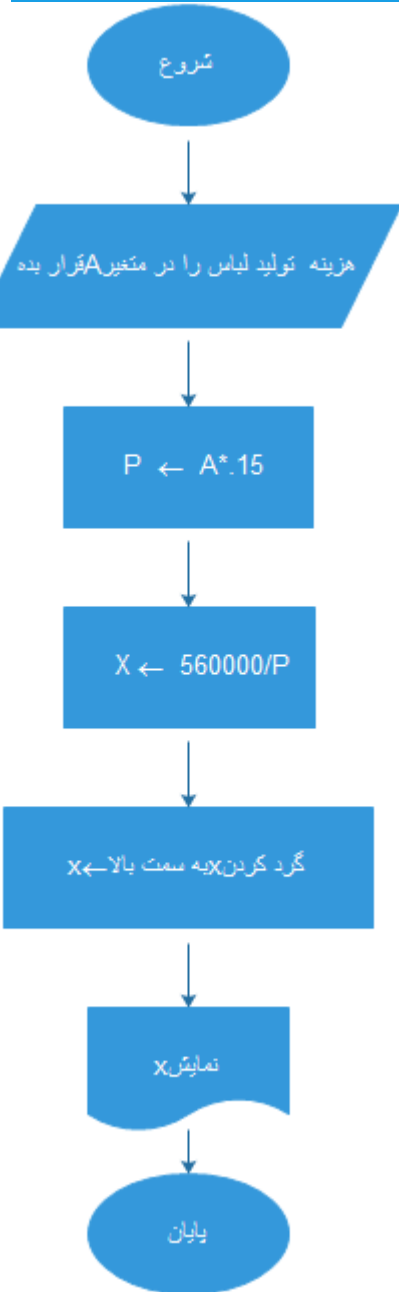 شروع
هزینه تولید لباس را در متغیرAقرار بده
P ← A*.15
X ← 560000/P
گرد کردنxبه سمت بالا←x
نمایشx
پایان